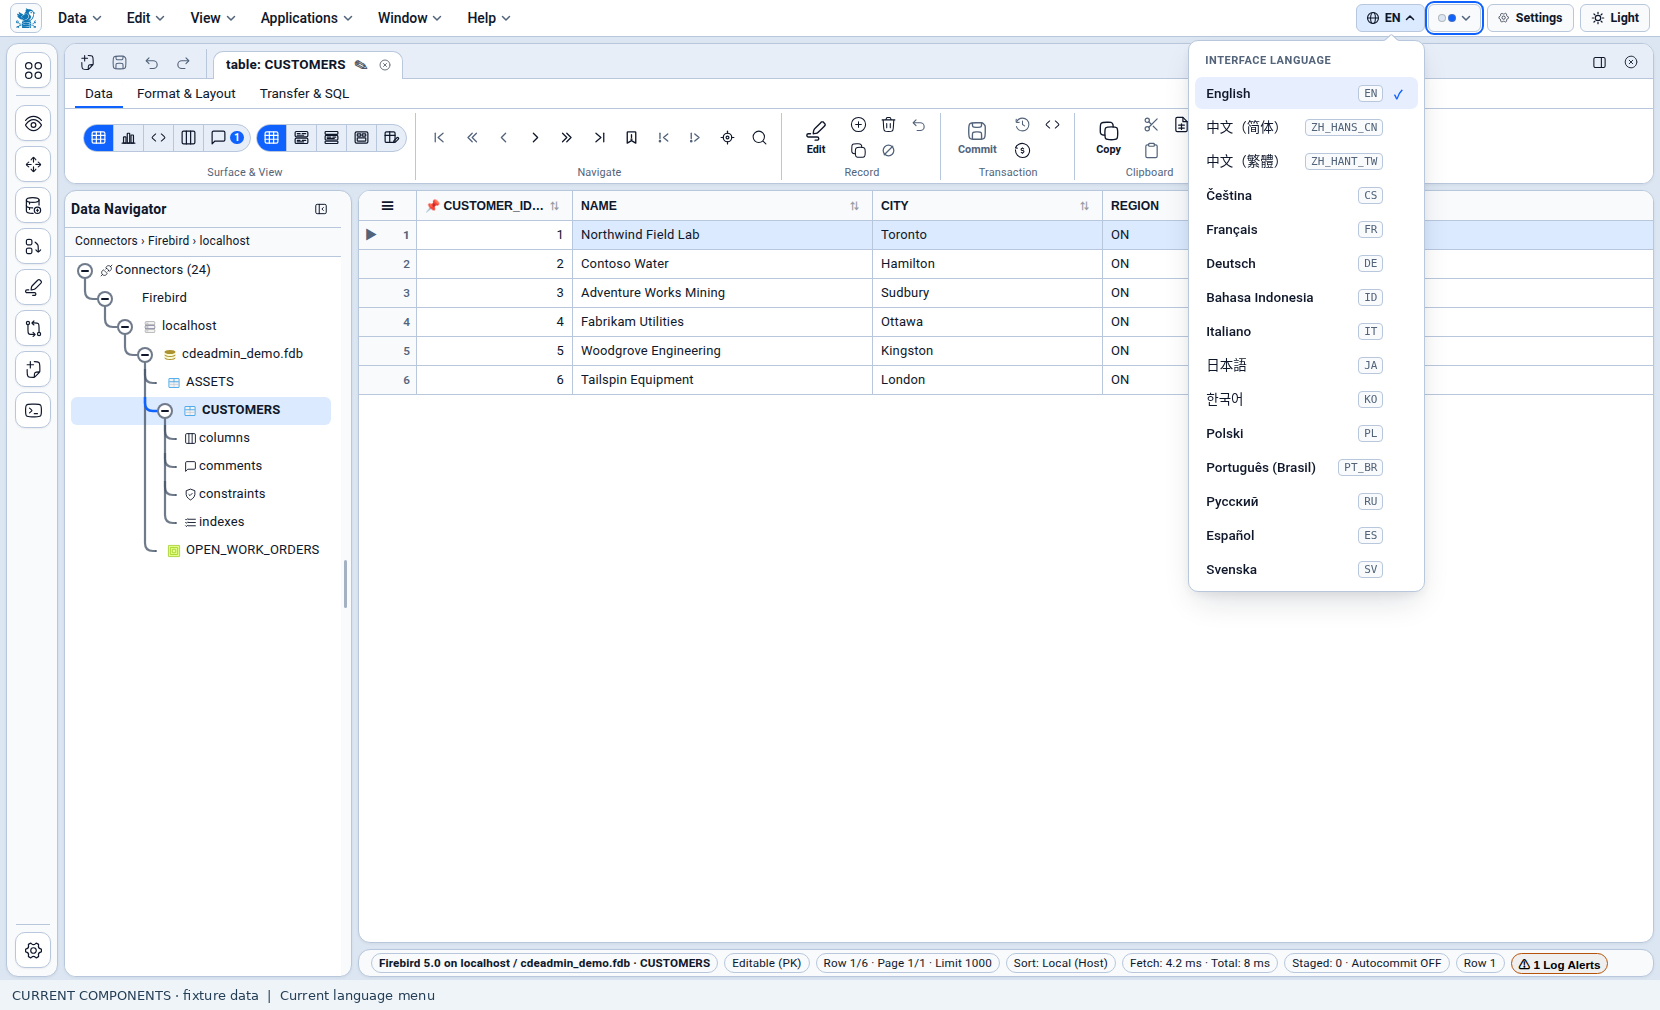 Data Edit View Applications Window Help EN Settings Light
table: CUSTOMERS
Data Format & Layout Transfer & SQL
1
Surface & View Navigate
Edit
Record
Commit
Transaction
Copy
Clipboard
INTERFACE LANGUAGE
English EN
中文（简体） ZH_HANS_CN
中文（繁體） ZH_HANT_TW
Čeština CS
Français FR
Deutsch DE
Bahasa Indonesia ID
Italiano IT
日本語 JA
한국어 KO
Polski PL
Português (Brasil) PT_BR
Русский RU
Español ES
Svenska SV
Data Navigator
Connectors › Firebird › localhost
Connectors (24)
Firebird
localhost
cdeadmin_demo.fdb
ASSETS
CUSTOMERS
columns
comments
constraints
indexes
OPEN_WORK_ORDERS
CUSTOMER_ID... NAME CITY REGION
1 1 Northwind Field Lab Toronto ON
2 2 Contoso Water Hamilton ON
3 3 Adventure Works Mining Sudbury ON
4 4 Fabrikam Utilities Ottawa ON
5 5 Woodgrove Engineering Kingston ON
6 6 Tailspin Equipment London ON
Firebird 5.0 on localhost / cdeadmin_demo.fdb · CUSTOMERS Editable (PK) Row 1/6 · Page 1/1 · Limit 1000 Sort: Local (Host) Fetch: 4.2 ms · Total: 8 ms Staged: 0 · Autocommit OFF Row 1 1 Log Alerts
CURRENT COMPONENTS · fixture data | Current language menu